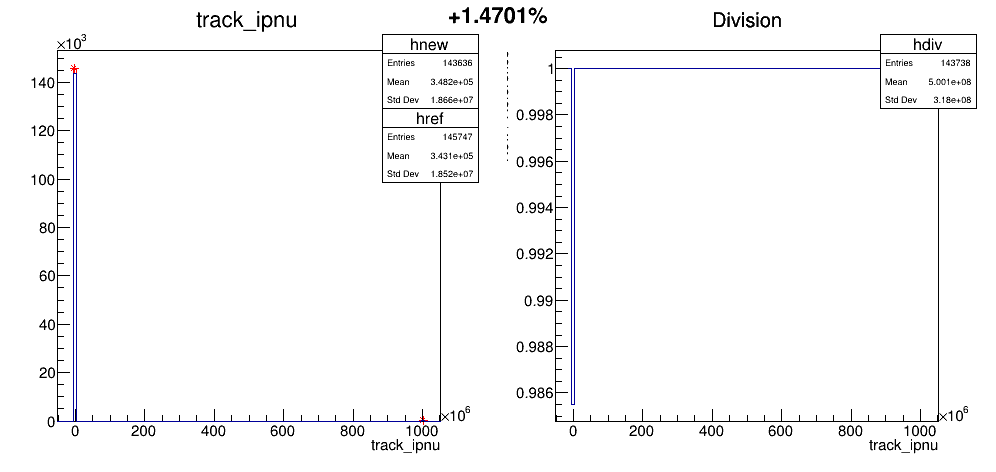 track_ipnu
+1.4701%
Division
×10³
hnew
Entries 143636
Mean 3.482e+05
Std Dev 1.866e+07
href
Entries 145747
Mean 3.431e+05
Std Dev 1.852e+07
140
120
100
80
60
40
20
0
0 200 400 600 800 1000
×10⁶
track_ipnu
hdiv
Entries 143738
Mean 5.001e+08
Std Dev 3.18e+08
1
0.998
0.996
0.994
0.992
0.99
0.988
0.986
0 200 400 600 800 1000
×10⁶
track_ipnu